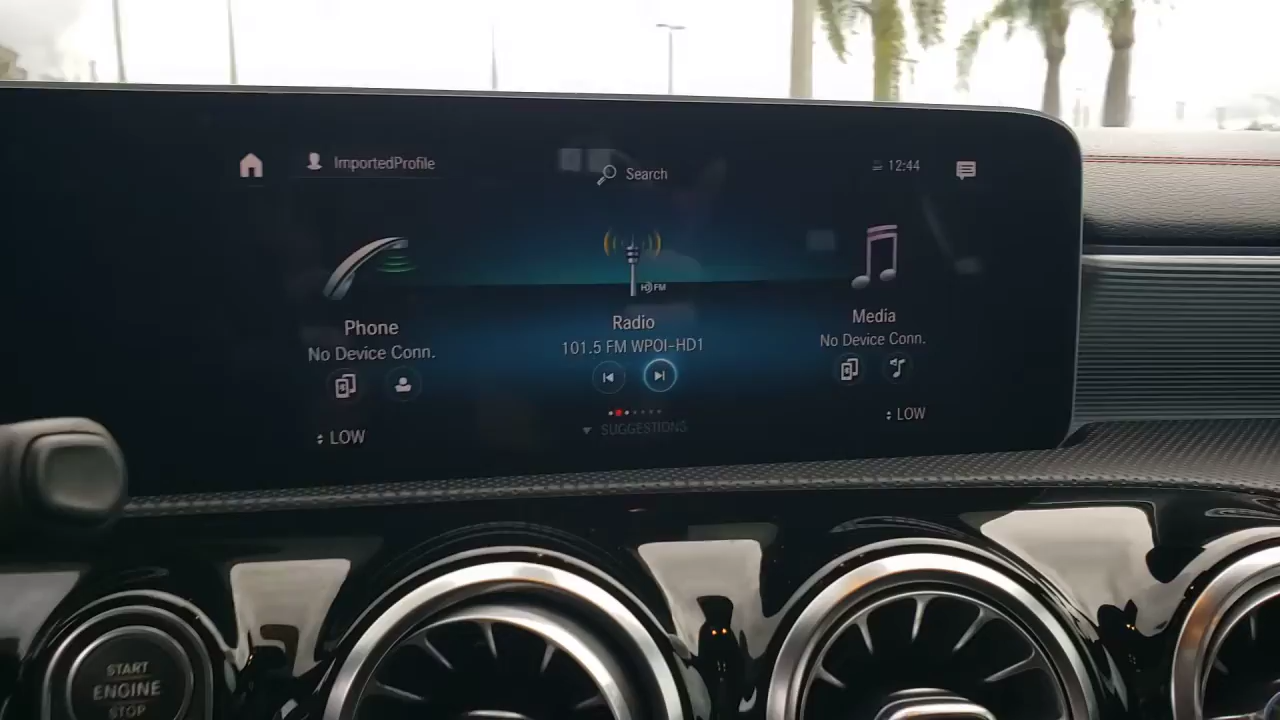 ImportedProfile
Search
12:44
HD FM
Phone
No Device Conn.
Radio
101.5 FM WPOI-HD1
Media
No Device Conn.
LOW
SUGGESTIONS
LOW
START
ENGINE
STOP